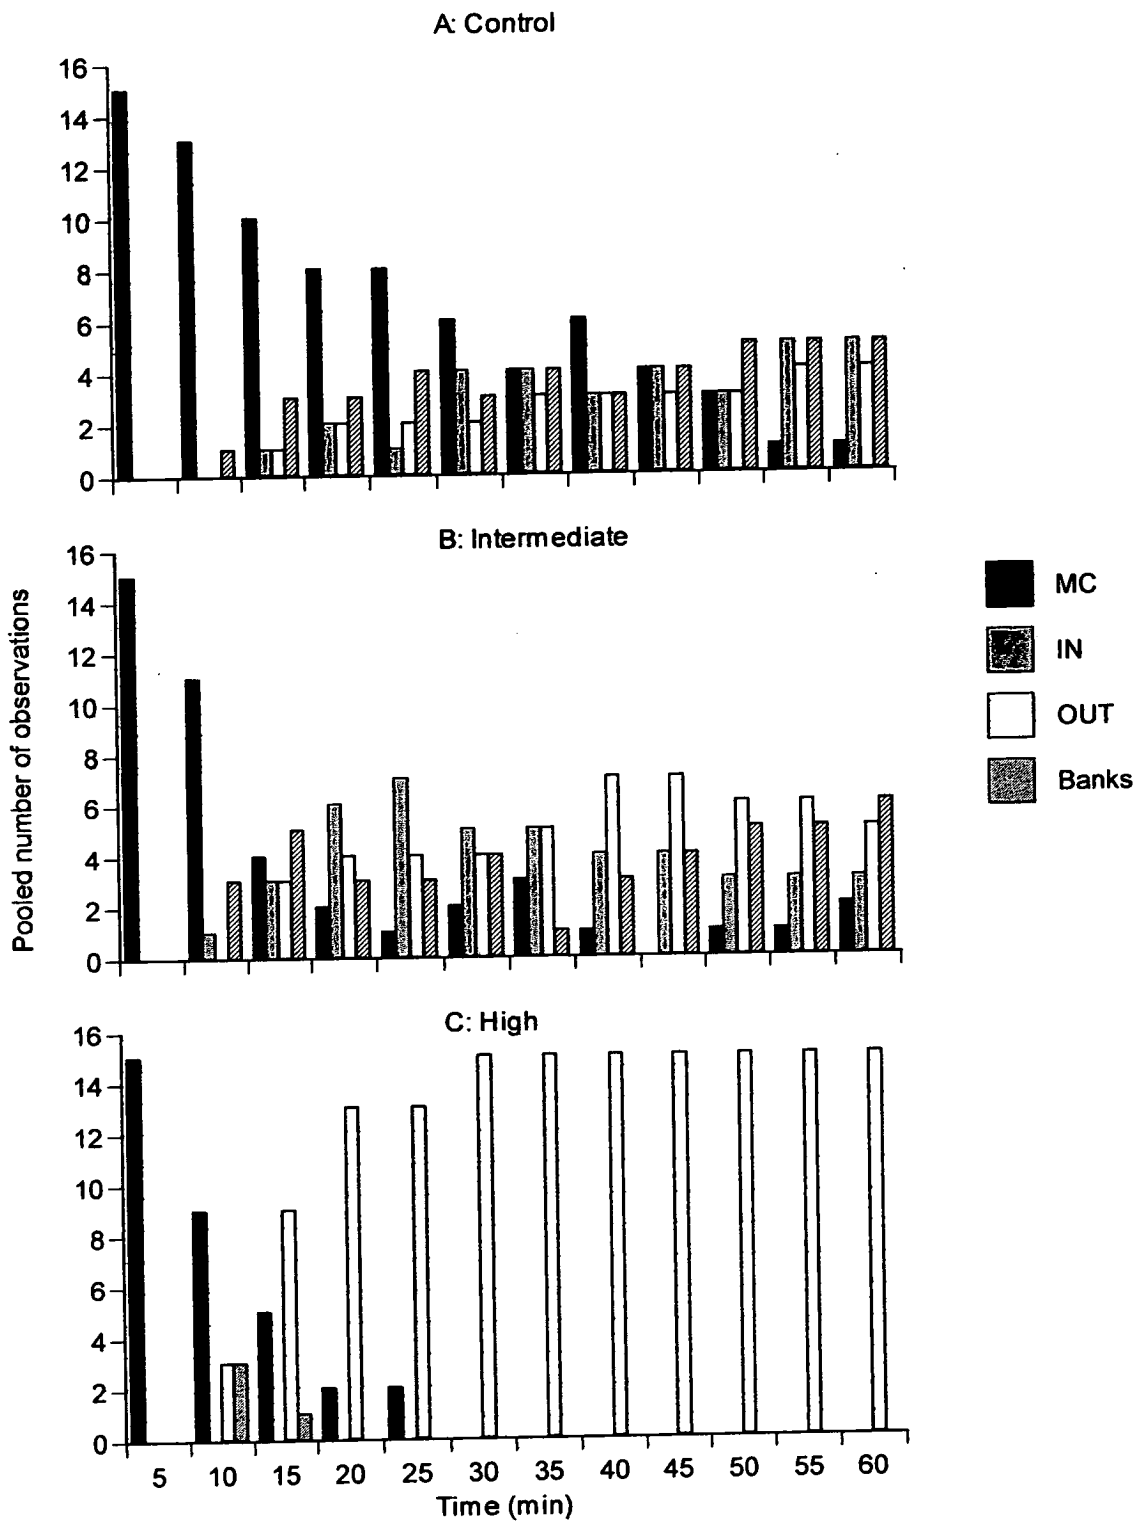 A: Control
16
14
12
10
8
6
4
2
0
B: Intermediate
16
14
12
10
8
6
4
2
0
Pooled number of observations
MC
IN
OUT
Banks
C: High
16
14
12
10
8
6
4
2
0
5 10 15 20 25 30 35 40 45 50 55 60
Time (min)